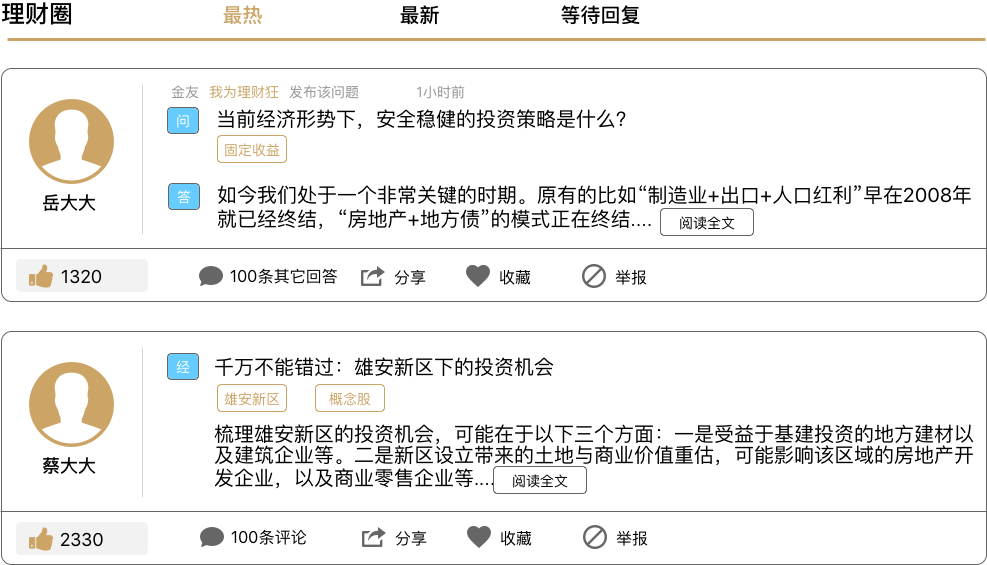 理财圈 最热 最新 等待回复
金友 我为理财狂 发布该问题 1小时前
问 当前经济形势下，安全稳健的投资策略是什么？
固定收益
岳大大
答 如今我们处于一个非常关键的时期。原有的比如“制造业+出口+人口红利”早在2008年
就已经终结，“房地产+地方债”的模式正在终结.... 阅读全文
1320 100条其它回答 分享 收藏 举报
经 千万不能错过：雄安新区下的投资机会
雄安新区 概念股
蔡大大
梳理雄安新区的投资机会，可能在于以下三个方面：一是受益于基建投资的地方建材以
及建筑企业等。二是新区设立带来的土地与商业价值重估，可能影响该区域的房地产开
发企业，以及商业零售企业等.... 阅读全文
2330 100条评论 分享 收藏 举报